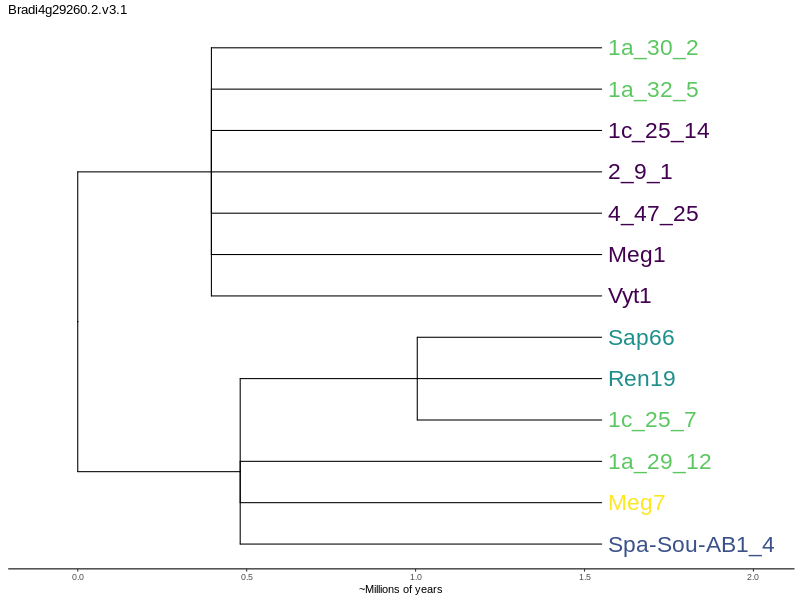 Bradi4g29260.2.v3.1
1a_30_2
1a_32_5
1c_25_14
2_9_1
4_47_25
Meg1
Vyt1
Sap66
Ren19
1c_25_7
1a_29_12
Meg7
Spa-Sou-AB1_4
0.0 0.5 1.0 1.5 2.0
~Millions of years